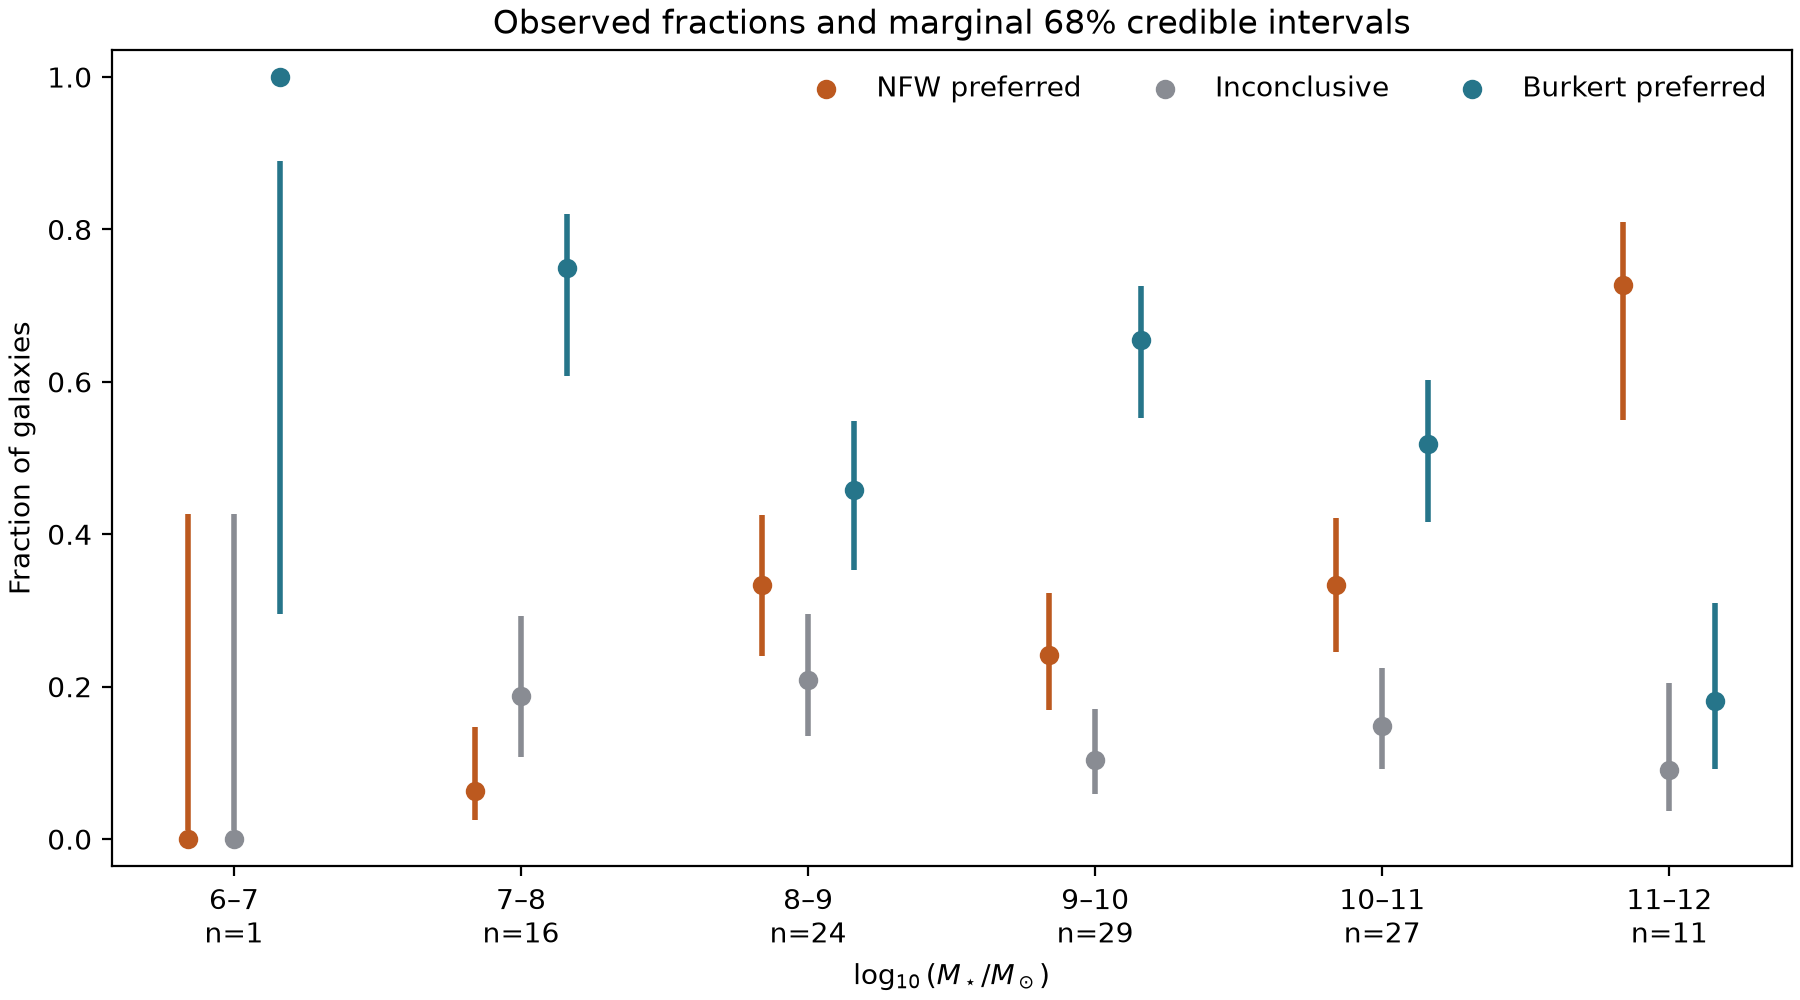 Observed fractions and marginal 68% credible intervals
NFW preferred
Inconclusive
Burkert preferred
Fraction of galaxies
1.0
0.8
0.6
0.4
0.2
0.0
6–7
n=1
7–8
n=16
8–9
n=24
9–10
n=29
10–11
n=27
11–12
n=11
log₁₀(M⋆/M⊙)